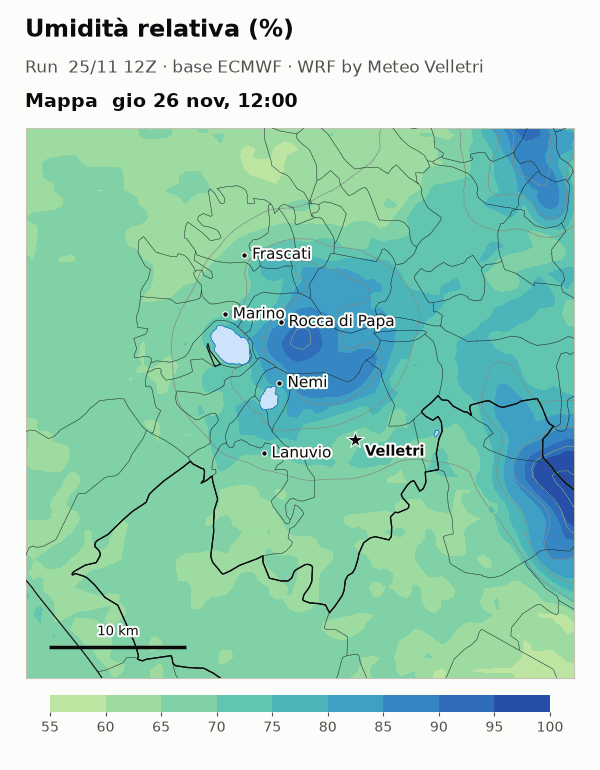 Umidità relativa (%)
Run  25/11 12Z · base ECMWF · WRF by Meteo Velletri
Mappa  gio 26 nov, 12:00
Frascati
Marino
Rocca di Papa
Nemi
Velletri
Lanuvio
10 km
55 60 65 70 75 80 85 90 95 100